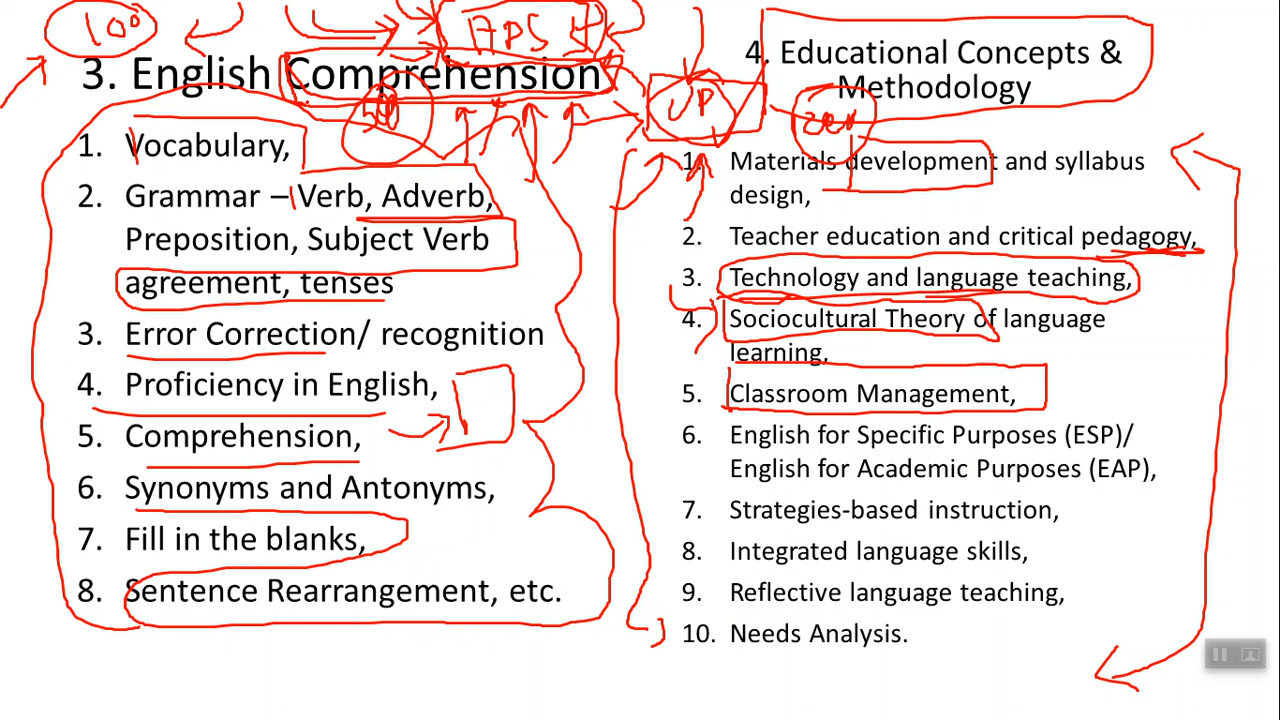 100
APS
3. English Comprehension
1. Vocabulary,
2. Grammar – Verb, Adverb,
Preposition, Subject Verb
agreement, tenses
3. Error Correction/ recognition
4. Proficiency in English,
5. Comprehension,
6. Synonyms and Antonyms,
7. Fill in the blanks,
8. Sentence Rearrangement, etc.
UP
4. Educational Concepts &
Methodology
1. Materials development and syllabus
design,
2. Teacher education and critical pedagogy,
3. Technology and language teaching,
4. Sociocultural Theory of language
learning,
5. Classroom Management,
6. English for Specific Purposes (ESP)/
English for Academic Purposes (EAP),
7. Strategies-based instruction,
8. Integrated language skills,
9. Reflective language teaching,
10. Needs Analysis.